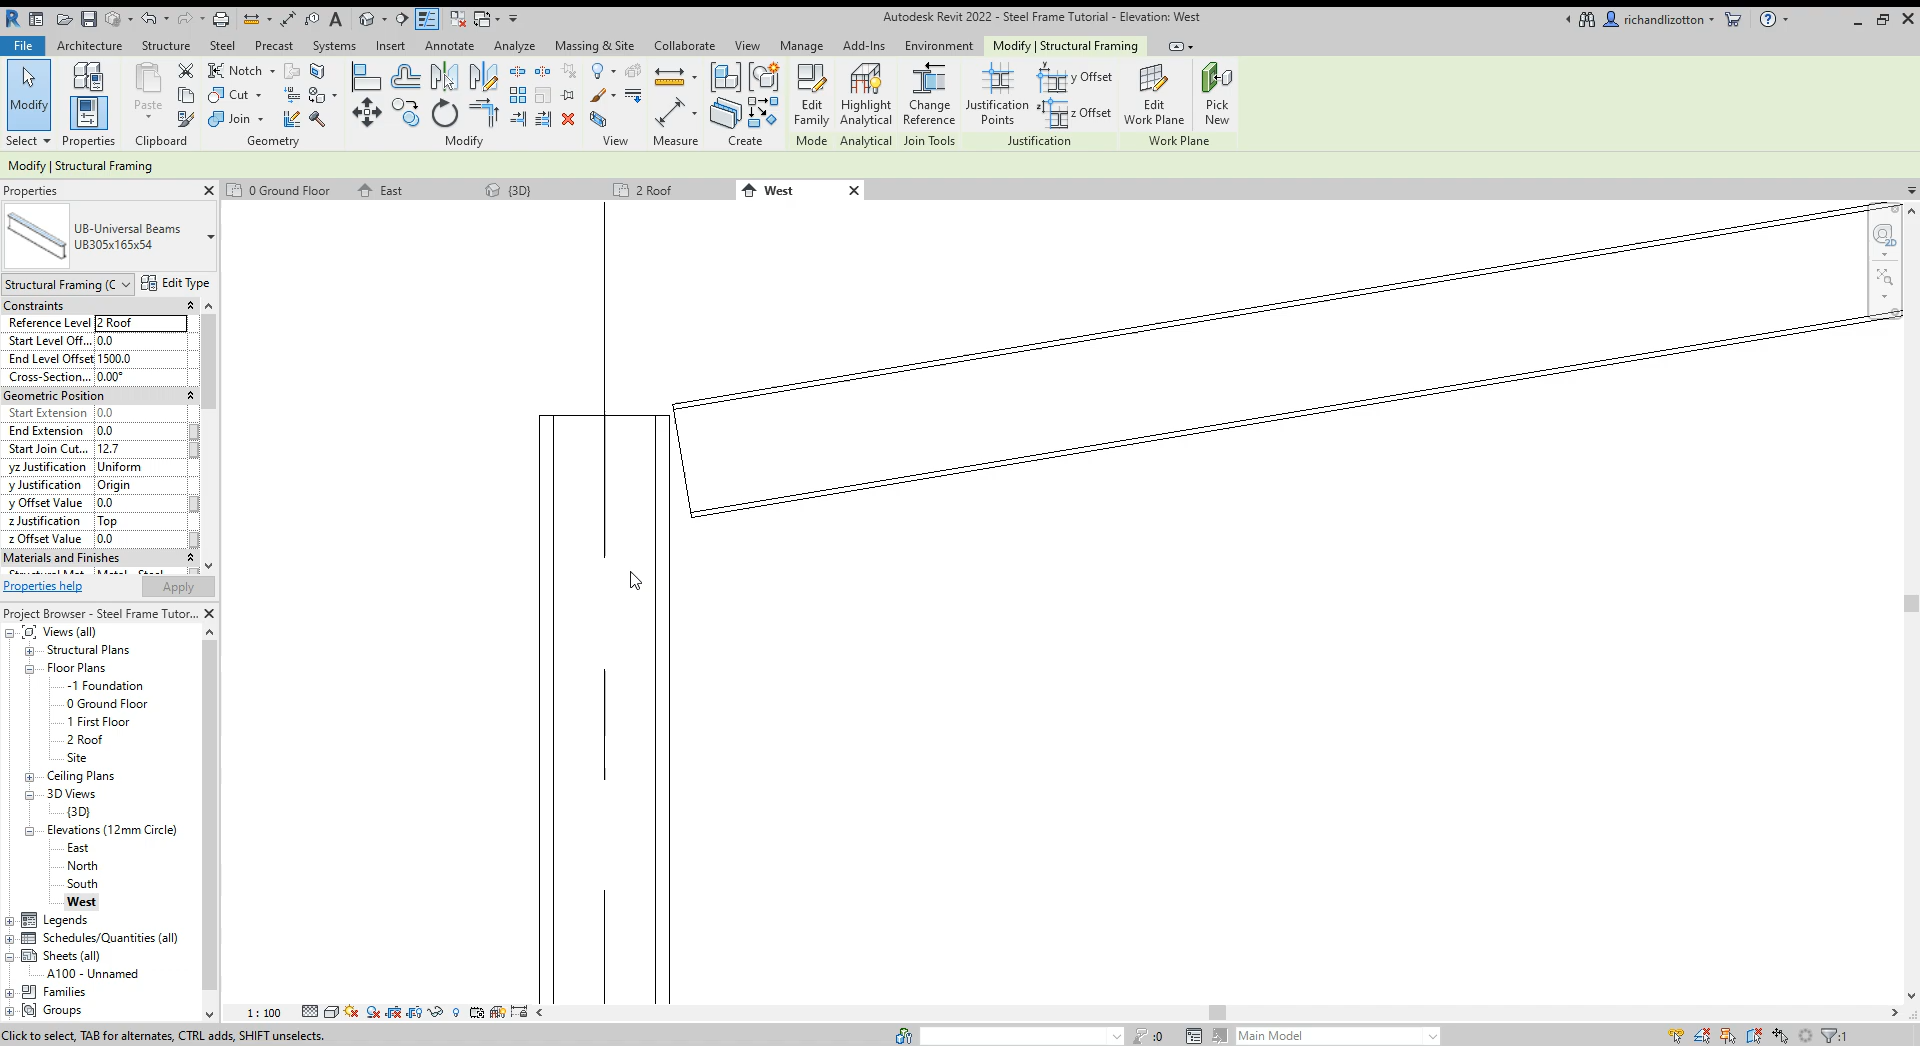 Autodesk Revit 2022 - Steel Frame Tutorial - Elevation: West
richandlizotton
File Architecture Structure Steel Precast Systems Insert Annotate Analyze Massing & Site Collaborate View Manage Add-Ins Environment Modify | Structural Framing
Modify
Paste
Notch
Cut
Join
Edit Family
Highlight Analytical
Change Reference
Justification Points
y Offset
z Offset
Edit Work Plane
Pick New
Select Properties Clipboard Geometry Modify View Measure Create Mode Analytical Join Tools Justification Work Plane
Modify | Structural Framing
Properties
0 Ground Floor East {3D} 2 Roof West
UB-Universal Beams
UB305x165x54
Structural Framing (C Edit Type
Constraints
Reference Level 2 Roof
Start Level Off... 0.0
End Level Offset 1500.0
Cross-Section... 0.00°
Geometric Position
Start Extension 0.0
End Extension 0.0
Start Join Cut... 12.7
yz Justification Uniform
y Justification Origin
y Offset Value 0.0
z Justification Top
z Offset Value 0.0
Materials and Finishes
Properties help Apply
Project Browser - Steel Frame Tutor...
Views (all)
Structural Plans
Floor Plans
-1 Foundation
0 Ground Floor
1 First Floor
2 Roof
Site
Ceiling Plans
3D Views
{3D}
Elevations (12mm Circle)
East
North
South
West
Legends
Schedules/Quantities (all)
Sheets (all)
A100 - Unnamed
Families
Groups
2D
1 : 100
Click to select, TAB for alternates, CTRL adds, SHIFT unselects.
:0
Main Model
:1